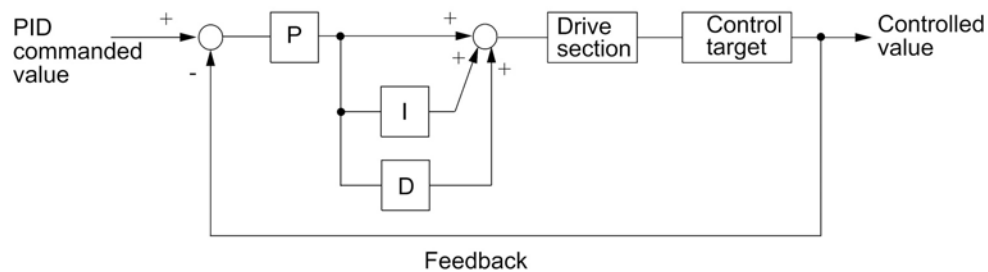 PID
commanded
value
+
-
P
I
D
+
+
+
Drive
section
Control
target
Controlled
value
Feedback